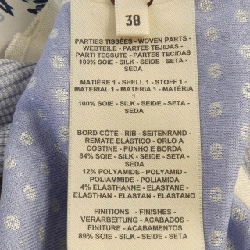 38
PARTIES TISSÉES - WOVEN PARTS -
WEBTEILE - PARTES TEJIDAS -
PARTI TESSUTE - PARTES TECIDAS
100% SOIE - SILK - SEIDE - SETA -
SEDA
MATIÈRE 1 - SHELL 1 - STOFF 1 -
MATERIAL 1 - MATERIA 1 - MATÉRIA
1
100% SOIE - SILK - SEIDE - SETA -
SEDA
BORD CÔTE - RIB - SEITENRAND -
REMATE ELÁSTICO - ORLO A
COSTINE - PUNHO E BORDA
84% SOIE - SILK - SEIDE - SETA -
SEDA
12% POLYAMIDE - POLYAMID -
POLIAMMIDE - POLIAMIDA
4% ELASTHANNE - ELASTANE -
ELASTHAN - ELASTAN - ELASTANO
FINITIONS - FINISHES -
VERARBEITUNG - ACABADOS -
FINITURE - ACABAMENTOS
89% SOIE - SILK - SEIDE - SETA -